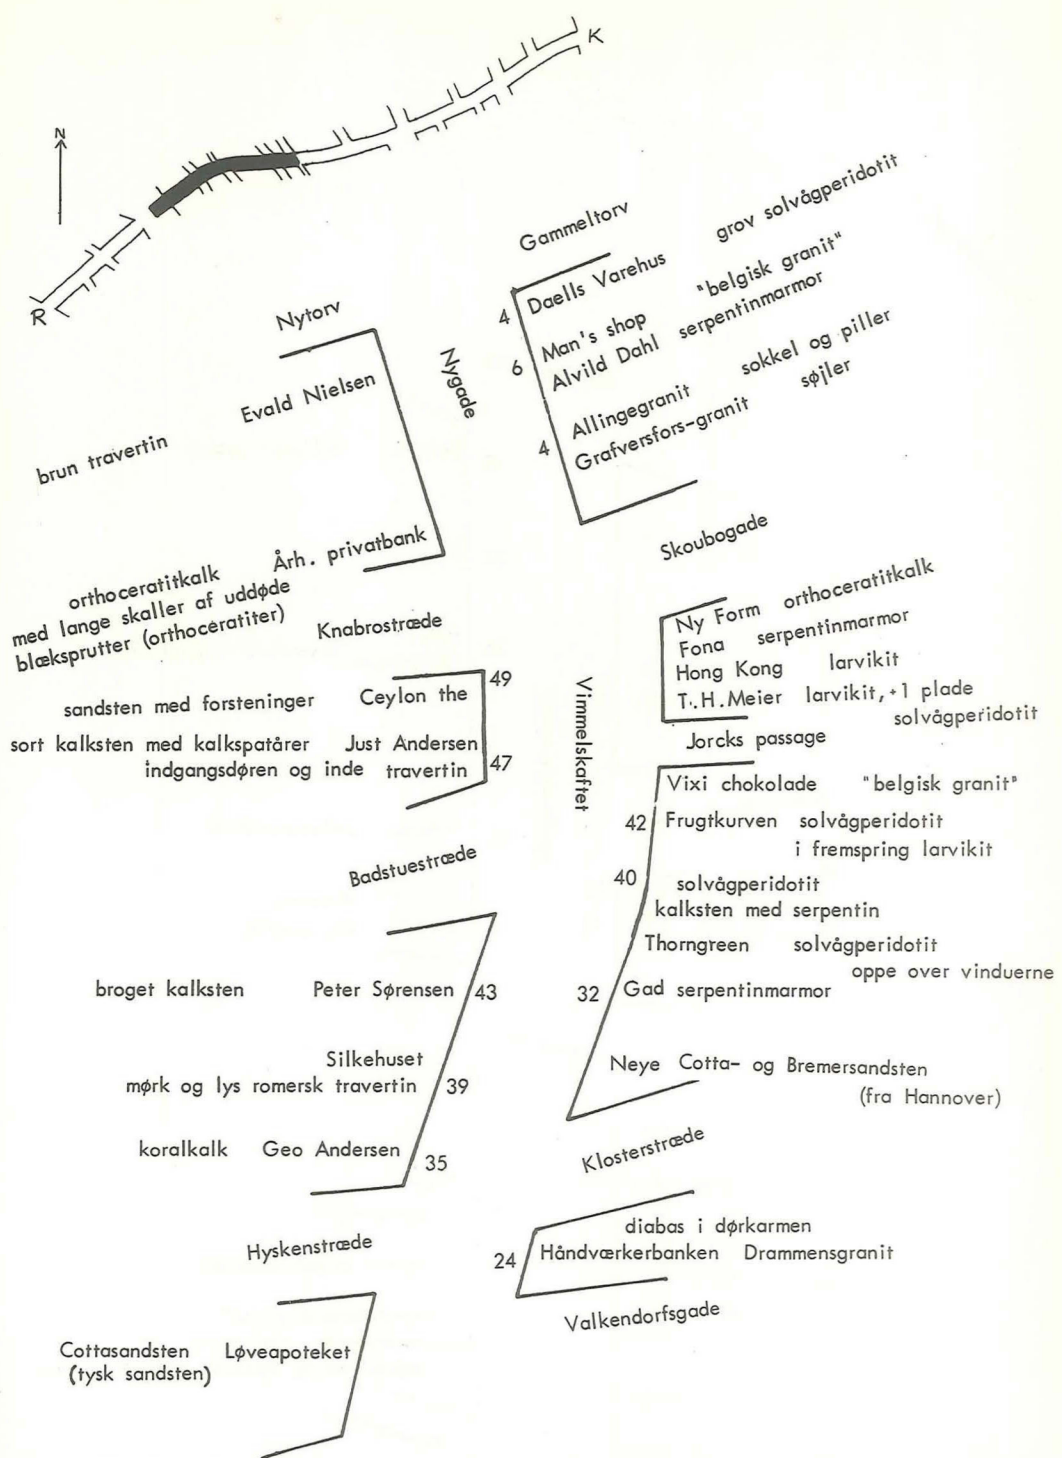 K
N
R
Gammeltorv
4 Daells Varehus grov solvågperidotit
6 Man's shop "belgisk granit"
Alvild Dahl serpentinmarmor
4 Allingegranit sokkel og piller
Grafversfors-granit søjler
Nytorv
Nygade
Evald Nielsen
brun travertin
Årh. privatbank
orthoceratitkalk
med lange skaller af uddøde
blæksprutter (orthoceratiter)
Skoubogade
Knabrostræde
Ny Form orthoceratitkalk
Fona serpentinmarmor
Hong Kong larvikit
T.H.Meier larvikit, +1 plade
solvågperidotit
Jorcks passage
Vimmelskaftet
sandsten med forsteninger Ceylon the 49
sort kalksten med kalkspatårer Just Andersen
indgangsdøren og inde travertin 47
Vixi chokolade "belgisk granit"
42 Frugtkurven solvågperidotit
i fremspring larvikit
40 solvågperidotit
kalksten med serpentin
Thorngreen solvågperidotit
oppe over vinduerne
32 Gad serpentinmarmor
Neye Cotta- og Bremersandsten
(fra Hannover)
Badstuestræde
broget kalksten Peter Sørensen 43
Silkehuset
mørk og lys romersk travertin 39
koralkalk Geo Andersen 35
Klosterstræde
diabas i dørkarmen
24 Håndværkerbanken Drammensgranit
Valkendorfsgade
Hyskenstræde
Cottasandsten Løveapoteket
(tysk sandsten)